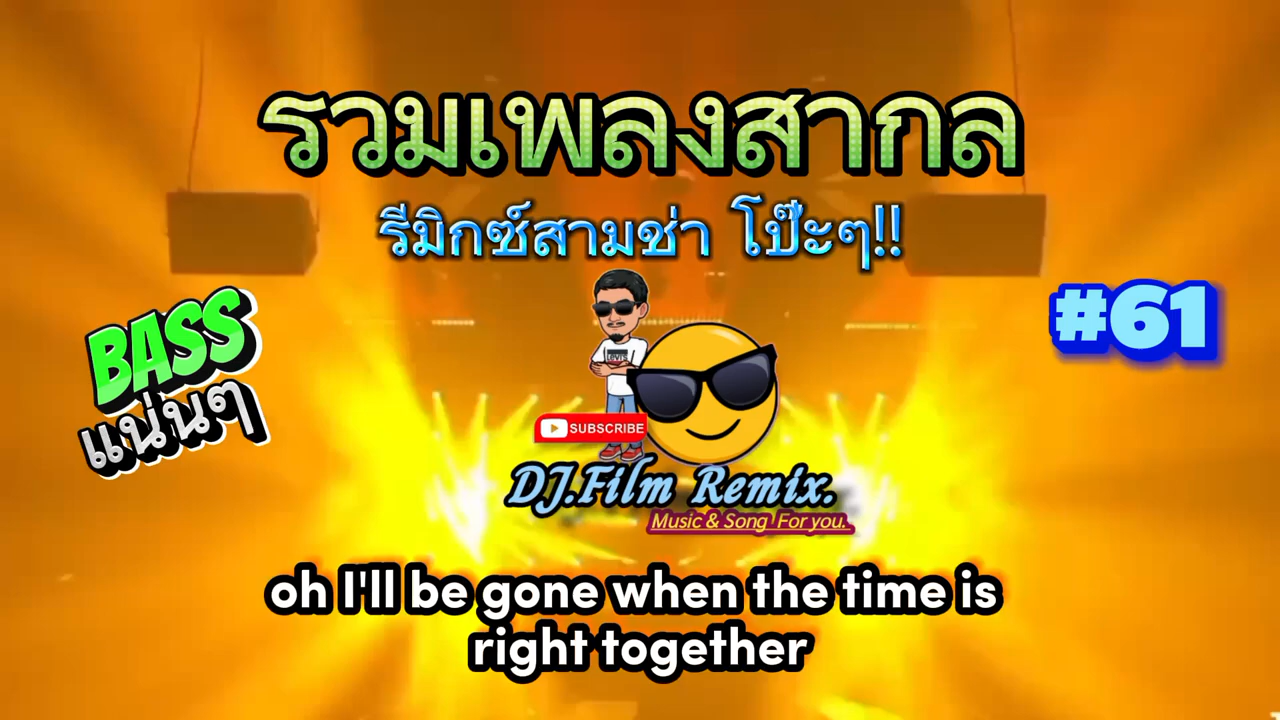 รวมเพลงสากล
รีมิกซ์สามช่า โป๊ะๆ!!
#61
BASS
แน่นๆ
LEVI'S
SUBSCRIBE
DJ.Film Remix.
Music & Song For you.
oh I'll be gone when the time is
right together